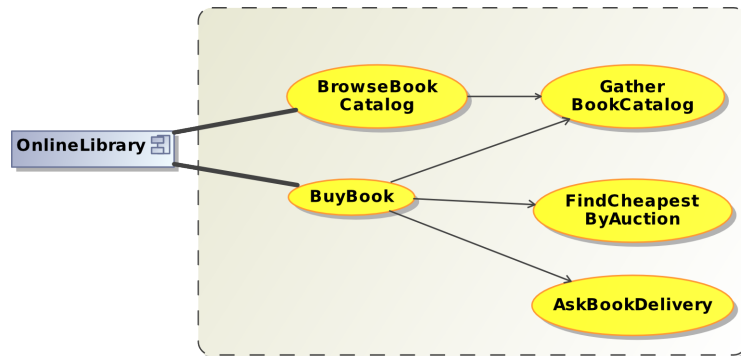 OnlineLibrary
BrowseBook
Catalog
Gather
BookCatalog
BuyBook
FindCheapest
ByAuction
AskBookDelivery